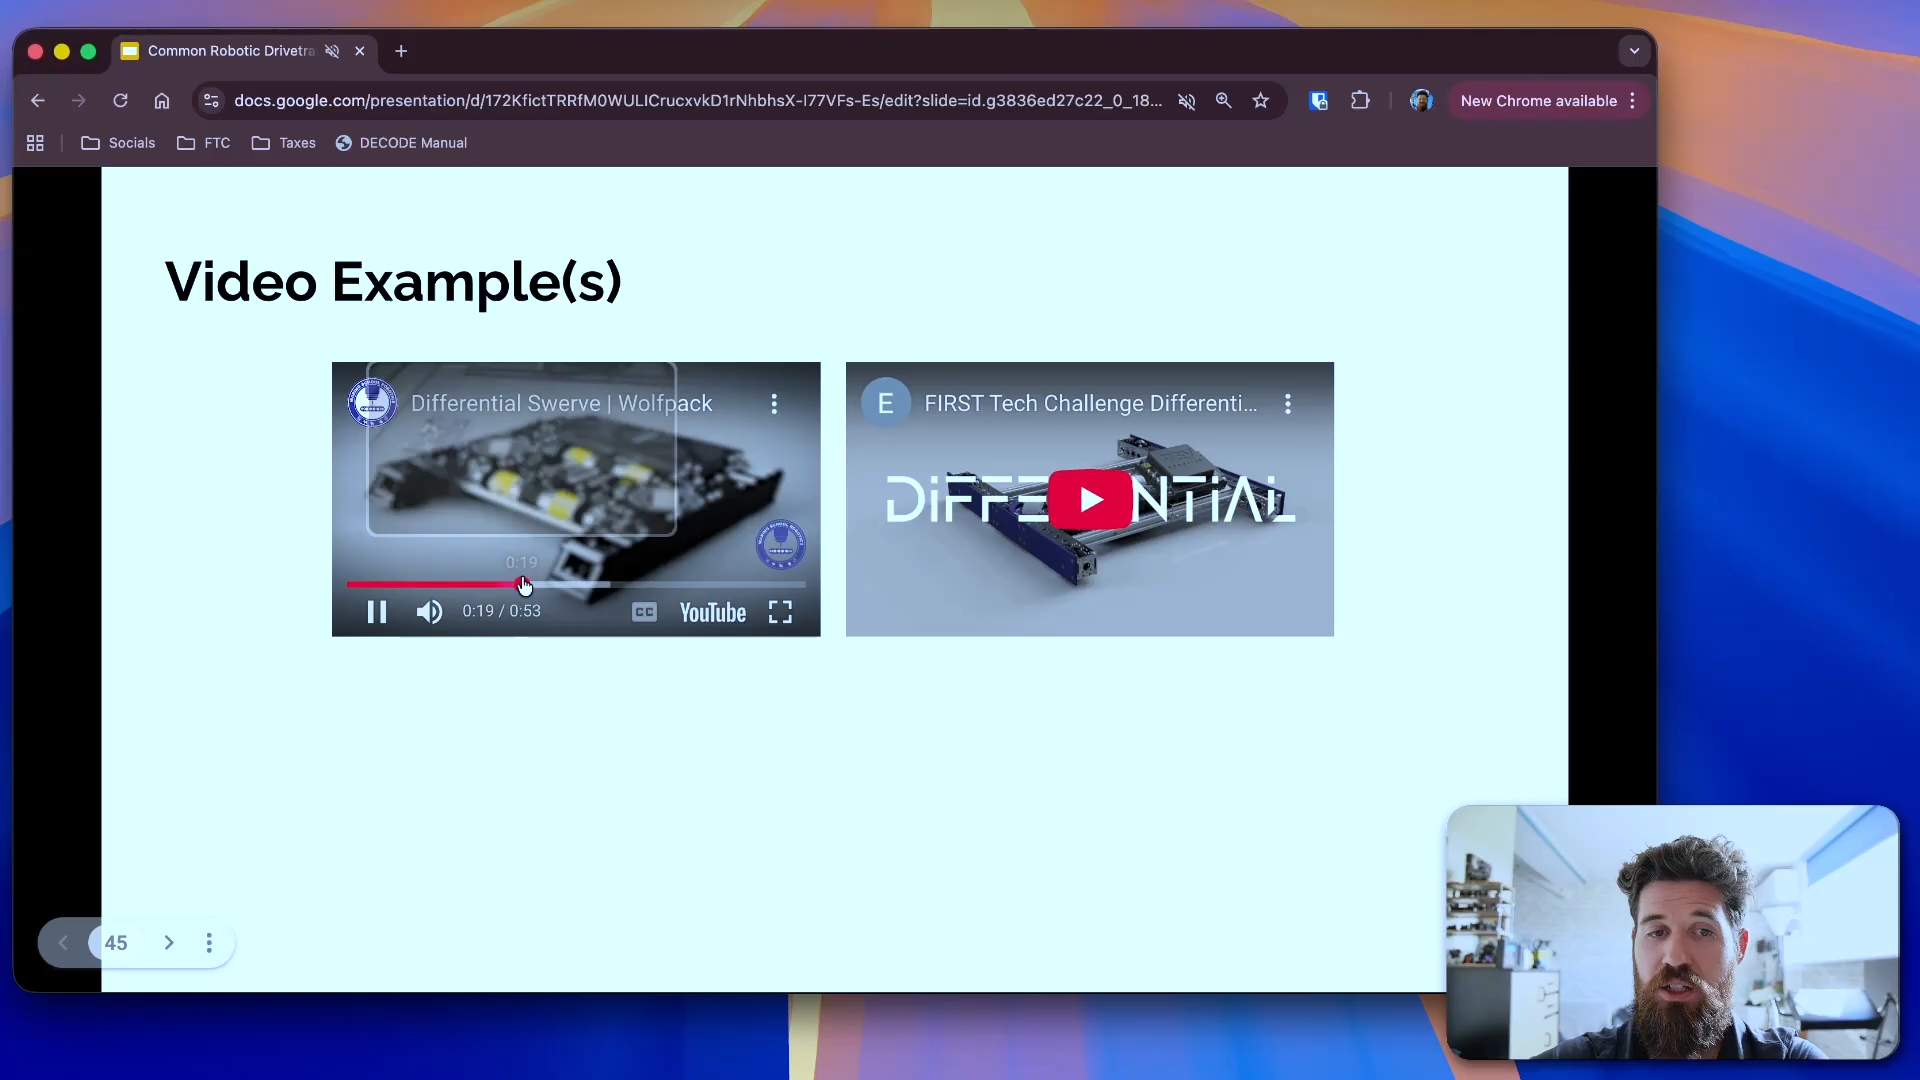 Common Robotic Drivetra
docs.google.com/presentation/d/172KfictTRRfM0WULICrucxvkD1rNhbhsX-I77VFs-Es/edit?slide=id.g3836ed27c22_0_18...
New Chrome available
Socials
FTC
Taxes
DECODE Manual
Video Example(s)
Differential Swerve | Wolfpack
0:19
0:19 / 0:53
CC
YouTube
E
FIRST Tech Challenge Differenti...
45